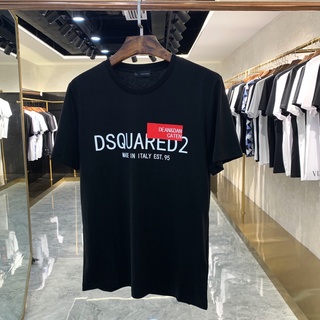 DEAN&DAN
CATEN
DSQUARED2
MADE IN ITALY EST. 95